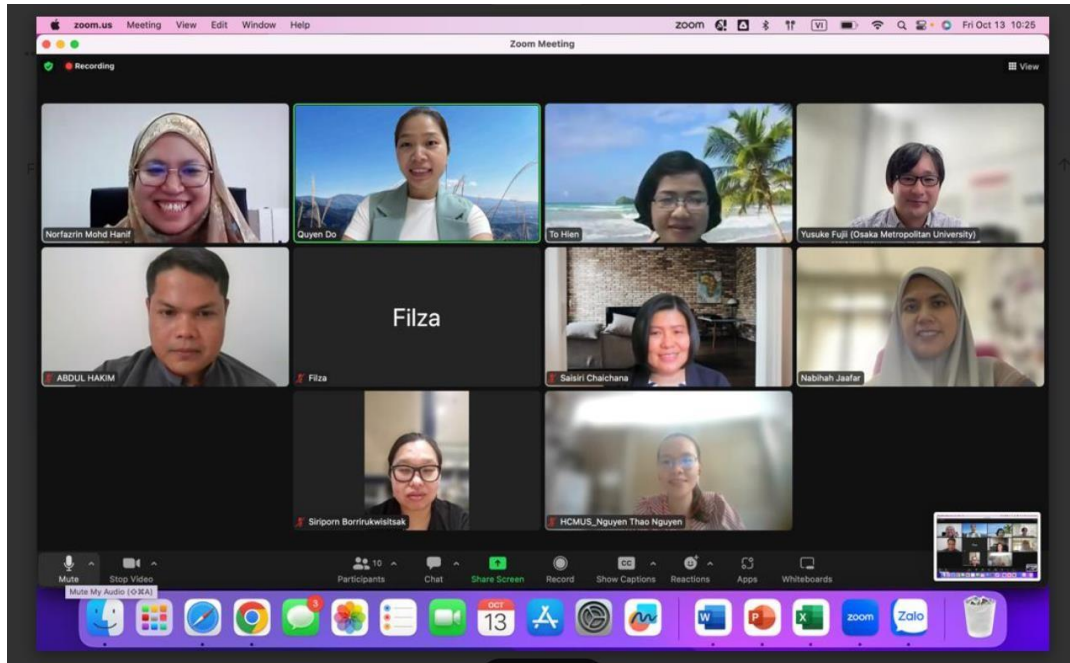 zoom.us Meeting View Edit Window Help zoom VI Fri Oct 13 10:25
Zoom Meeting
Recording View
Norfazrin Mohd Hanif Quyen Do To Hien Yusuke Fujii (Osaka Metropolitan University)
Filza
ABDUL HAKIM Filza Saisiri Chaichana Nabihah Jaafar
Siriporn Borrirukwisitsak HCMUS_Nguyen Thao Nguyen
10
Mute Stop Video Participants Chat Share Screen Record Show Captions Reactions Apps Whiteboards
Mute My Audio (⇧⌘A)
3 OCT
13 W P X zoom Zalo